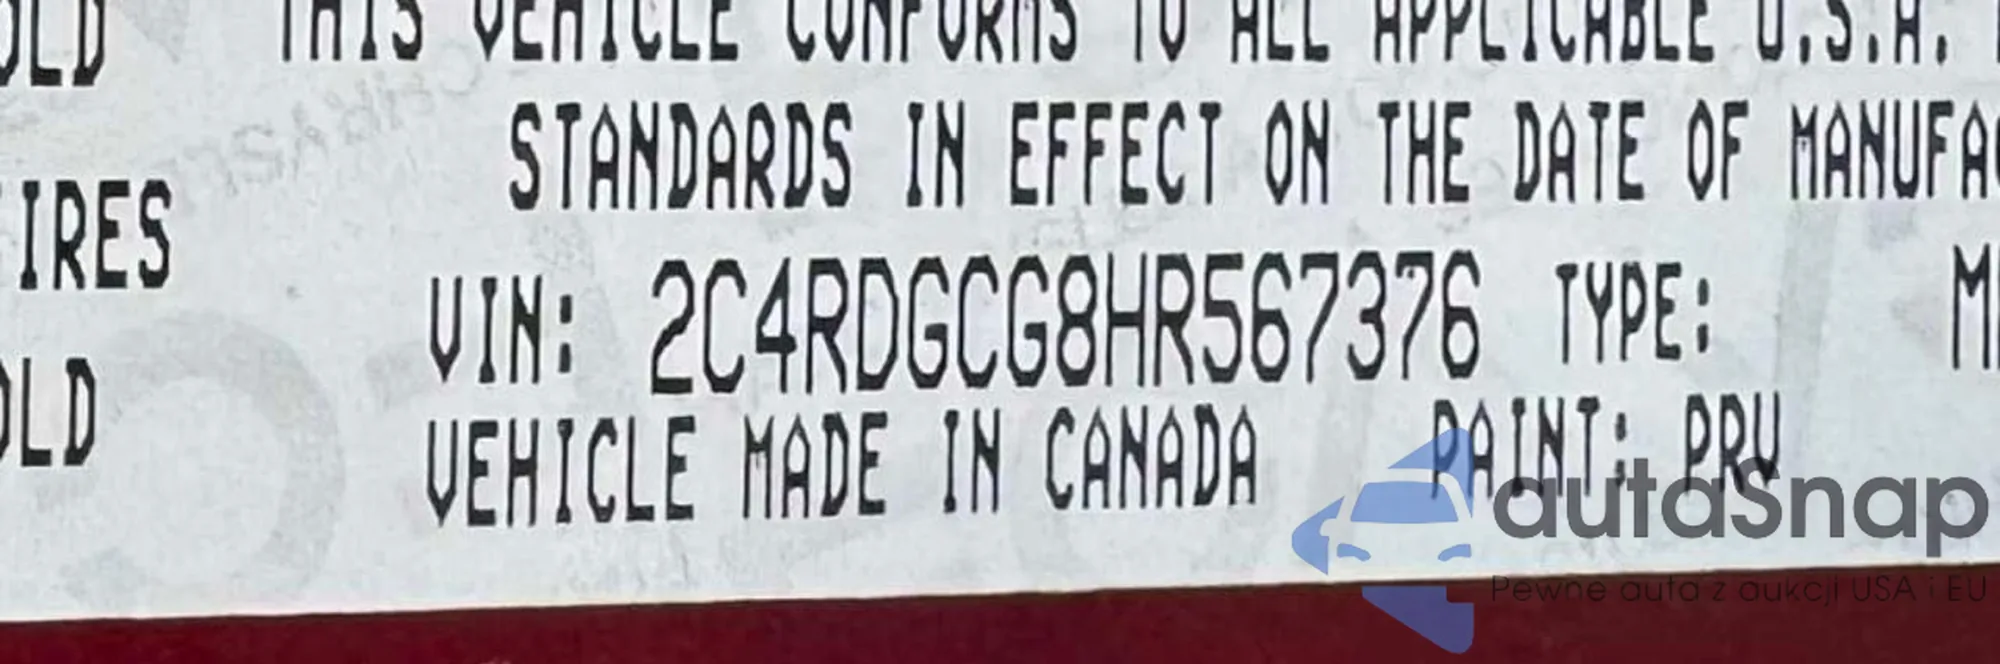 OLD THIS VEHICLE CONFORMS TO ALL APPLICABLE U.S.A.
STANDARDS IN EFFECT ON THE DATE OF MANUFAC
IRES
VIN: 2C4RDGCG8HR567376 TYPE: M
OLD VEHICLE MADE IN CANADA PAINT: PRV
autaSnap
Pewne auta z aukcji USA i EU